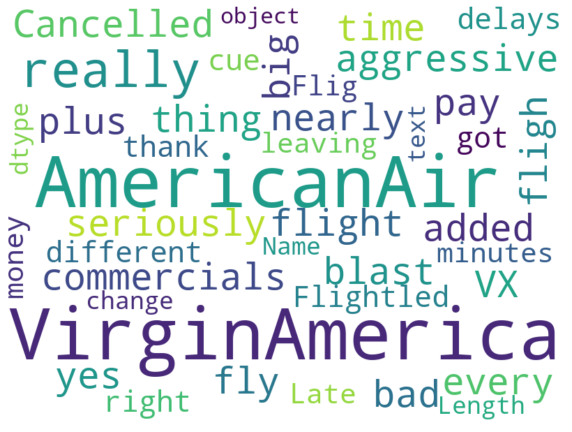 Cancelled
object
time
delays
really
cue
big
Flig
aggressive
dtype
plus
thing
nearly
pay
thank
leaving
text
got
fligh
AmericanAir
money
seriously
flight
added
different
Name
minutes
commercials
blast
VX
change
Flightled
VirginAmerica
yes
fly
Late
bad
every
right
Length